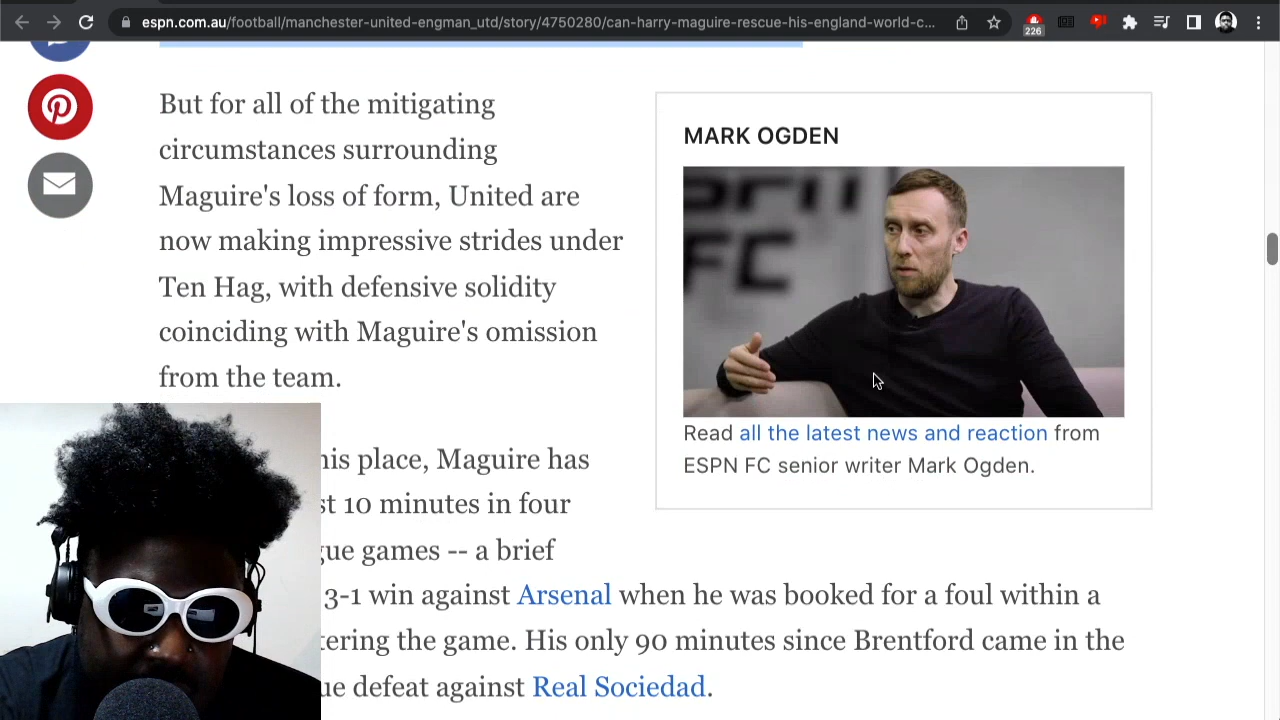 espn.com.au/football/manchester-united-engman_utd/story/4750280/can-harry-maguire-rescue-his-england-world-c...
226
But for all of the mitigating
circumstances surrounding
Maguire's loss of form, United are
now making impressive strides under
Ten Hag, with defensive solidity
coinciding with Maguire's omission
from the team.
his place, Maguire has
st 10 minutes in four
gue games -- a brief
3-1 win against Arsenal when he was booked for a foul within a
tering the game. His only 90 minutes since Brentford came in the
ue defeat against Real Sociedad.
MARK OGDEN
ESPN
FC
Read all the latest news and reaction from
ESPN FC senior writer Mark Ogden.